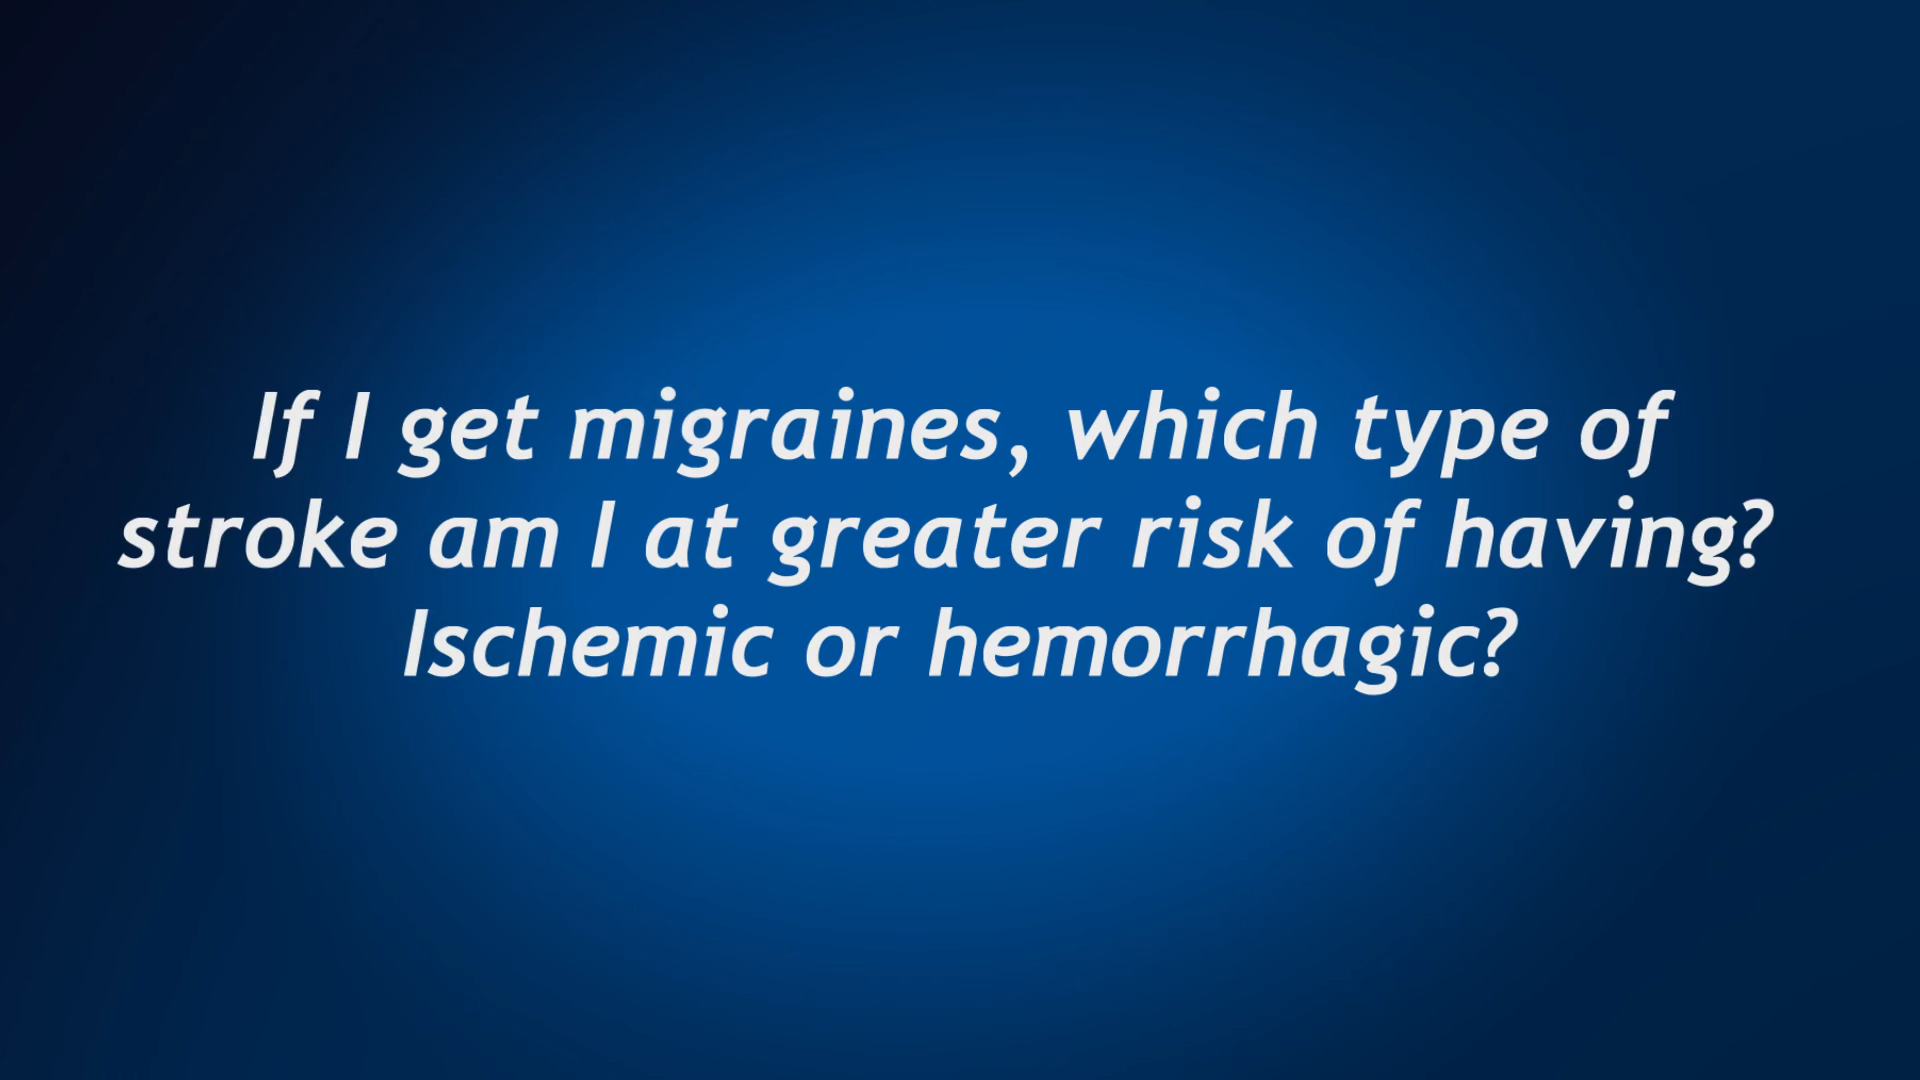 If I get migraines, which type of
stroke am I at greater risk of having?
Ischemic or hemorrhagic?